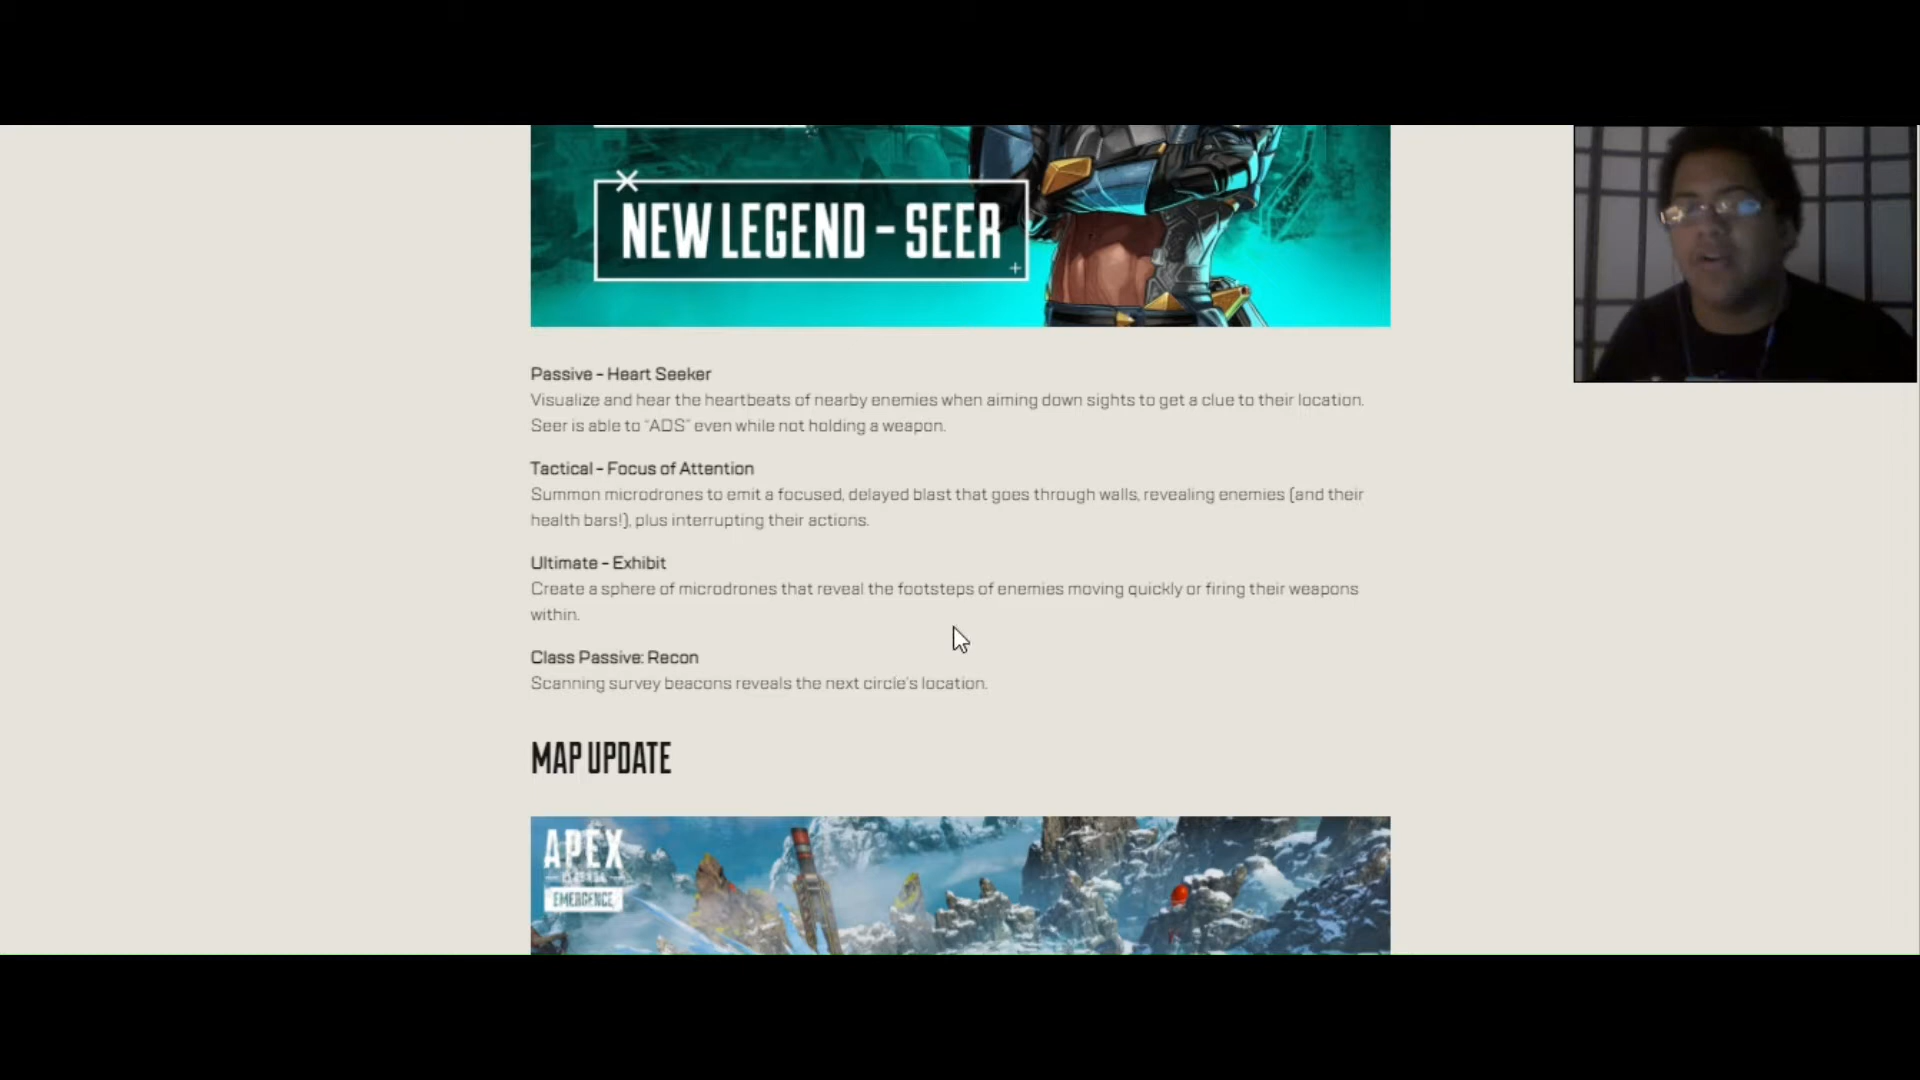 NEW LEGEND - SEER
Passive - Heart Seeker
Visualize and hear the heartbeats of nearby enemies when aiming down sights to get a clue to their location.
Seer is able to “ADS” even while not holding a weapon.
Tactical - Focus of Attention
Summon microdrones to emit a focused, delayed blast that goes through walls, revealing enemies (and their
health bars!), plus interrupting their actions.
Ultimate - Exhibit
Create a sphere of microdrones that reveal the footsteps of enemies moving quickly or firing their weapons
within.
Class Passive: Recon
Scanning survey beacons reveals the next circle’s location.
MAP UPDATE
APEX
LEGENDS
EMERGENCE